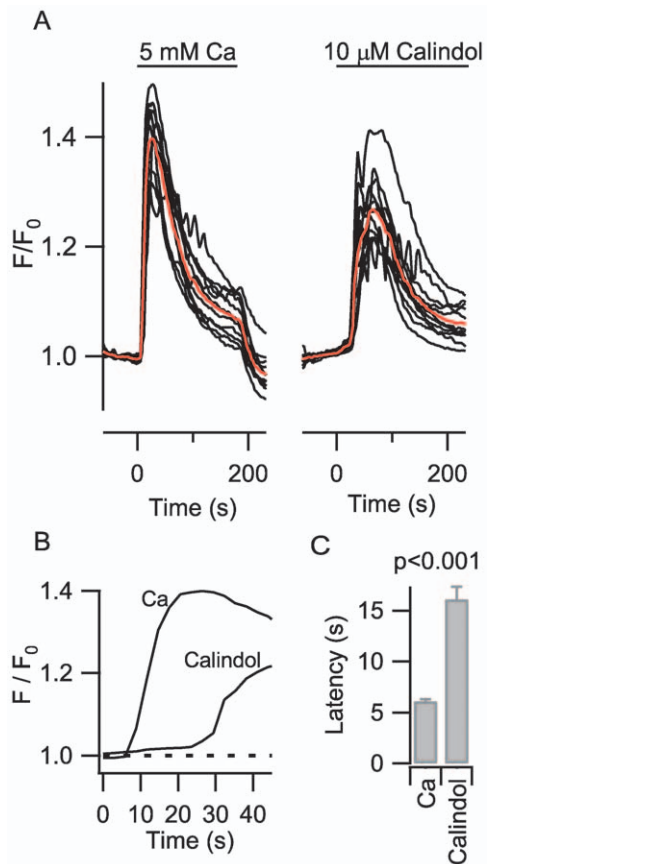 A
5 mM Ca
10 μM Calindol
F/F0
1.4
1.2
1.0
0
200
Time (s)
0
200
Time (s)
B
F / F0
1.4
1.2
1.0
Ca
Calindol
0
10
20
30
40
Time (s)
C
p<0.001
Latency (s)
15
10
5
0
Ca
Calindol